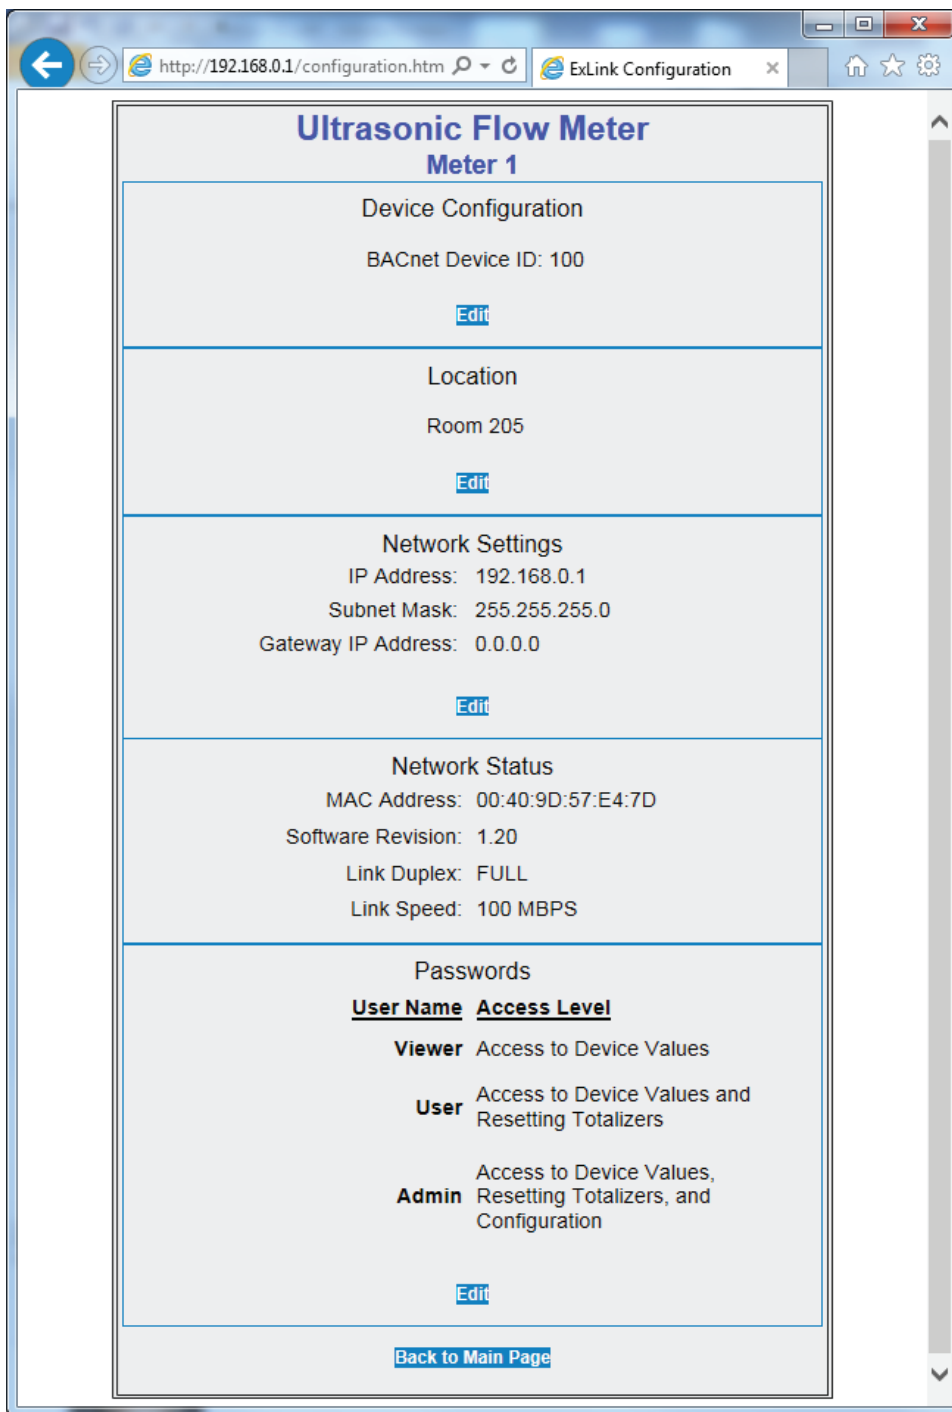 http://192.168.0.1/configuration.htm
ExLink Configuration
Ultrasonic Flow Meter
Meter 1
Device Configuration
BACnet Device ID: 100
Edit
Location
Room 205
Edit
Network Settings
IP Address: 192.168.0.1
Subnet Mask: 255.255.255.0
Gateway IP Address: 0.0.0.0
Edit
Network Status
MAC Address: 00:40:9D:57:E4:7D
Software Revision: 1.20
Link Duplex: FULL
Link Speed: 100 MBPS
Passwords
User Name Access Level
Viewer Access to Device Values
User Access to Device Values and
Resetting Totalizers
Admin Access to Device Values,
Resetting Totalizers, and
Configuration
Edit
Back to Main Page